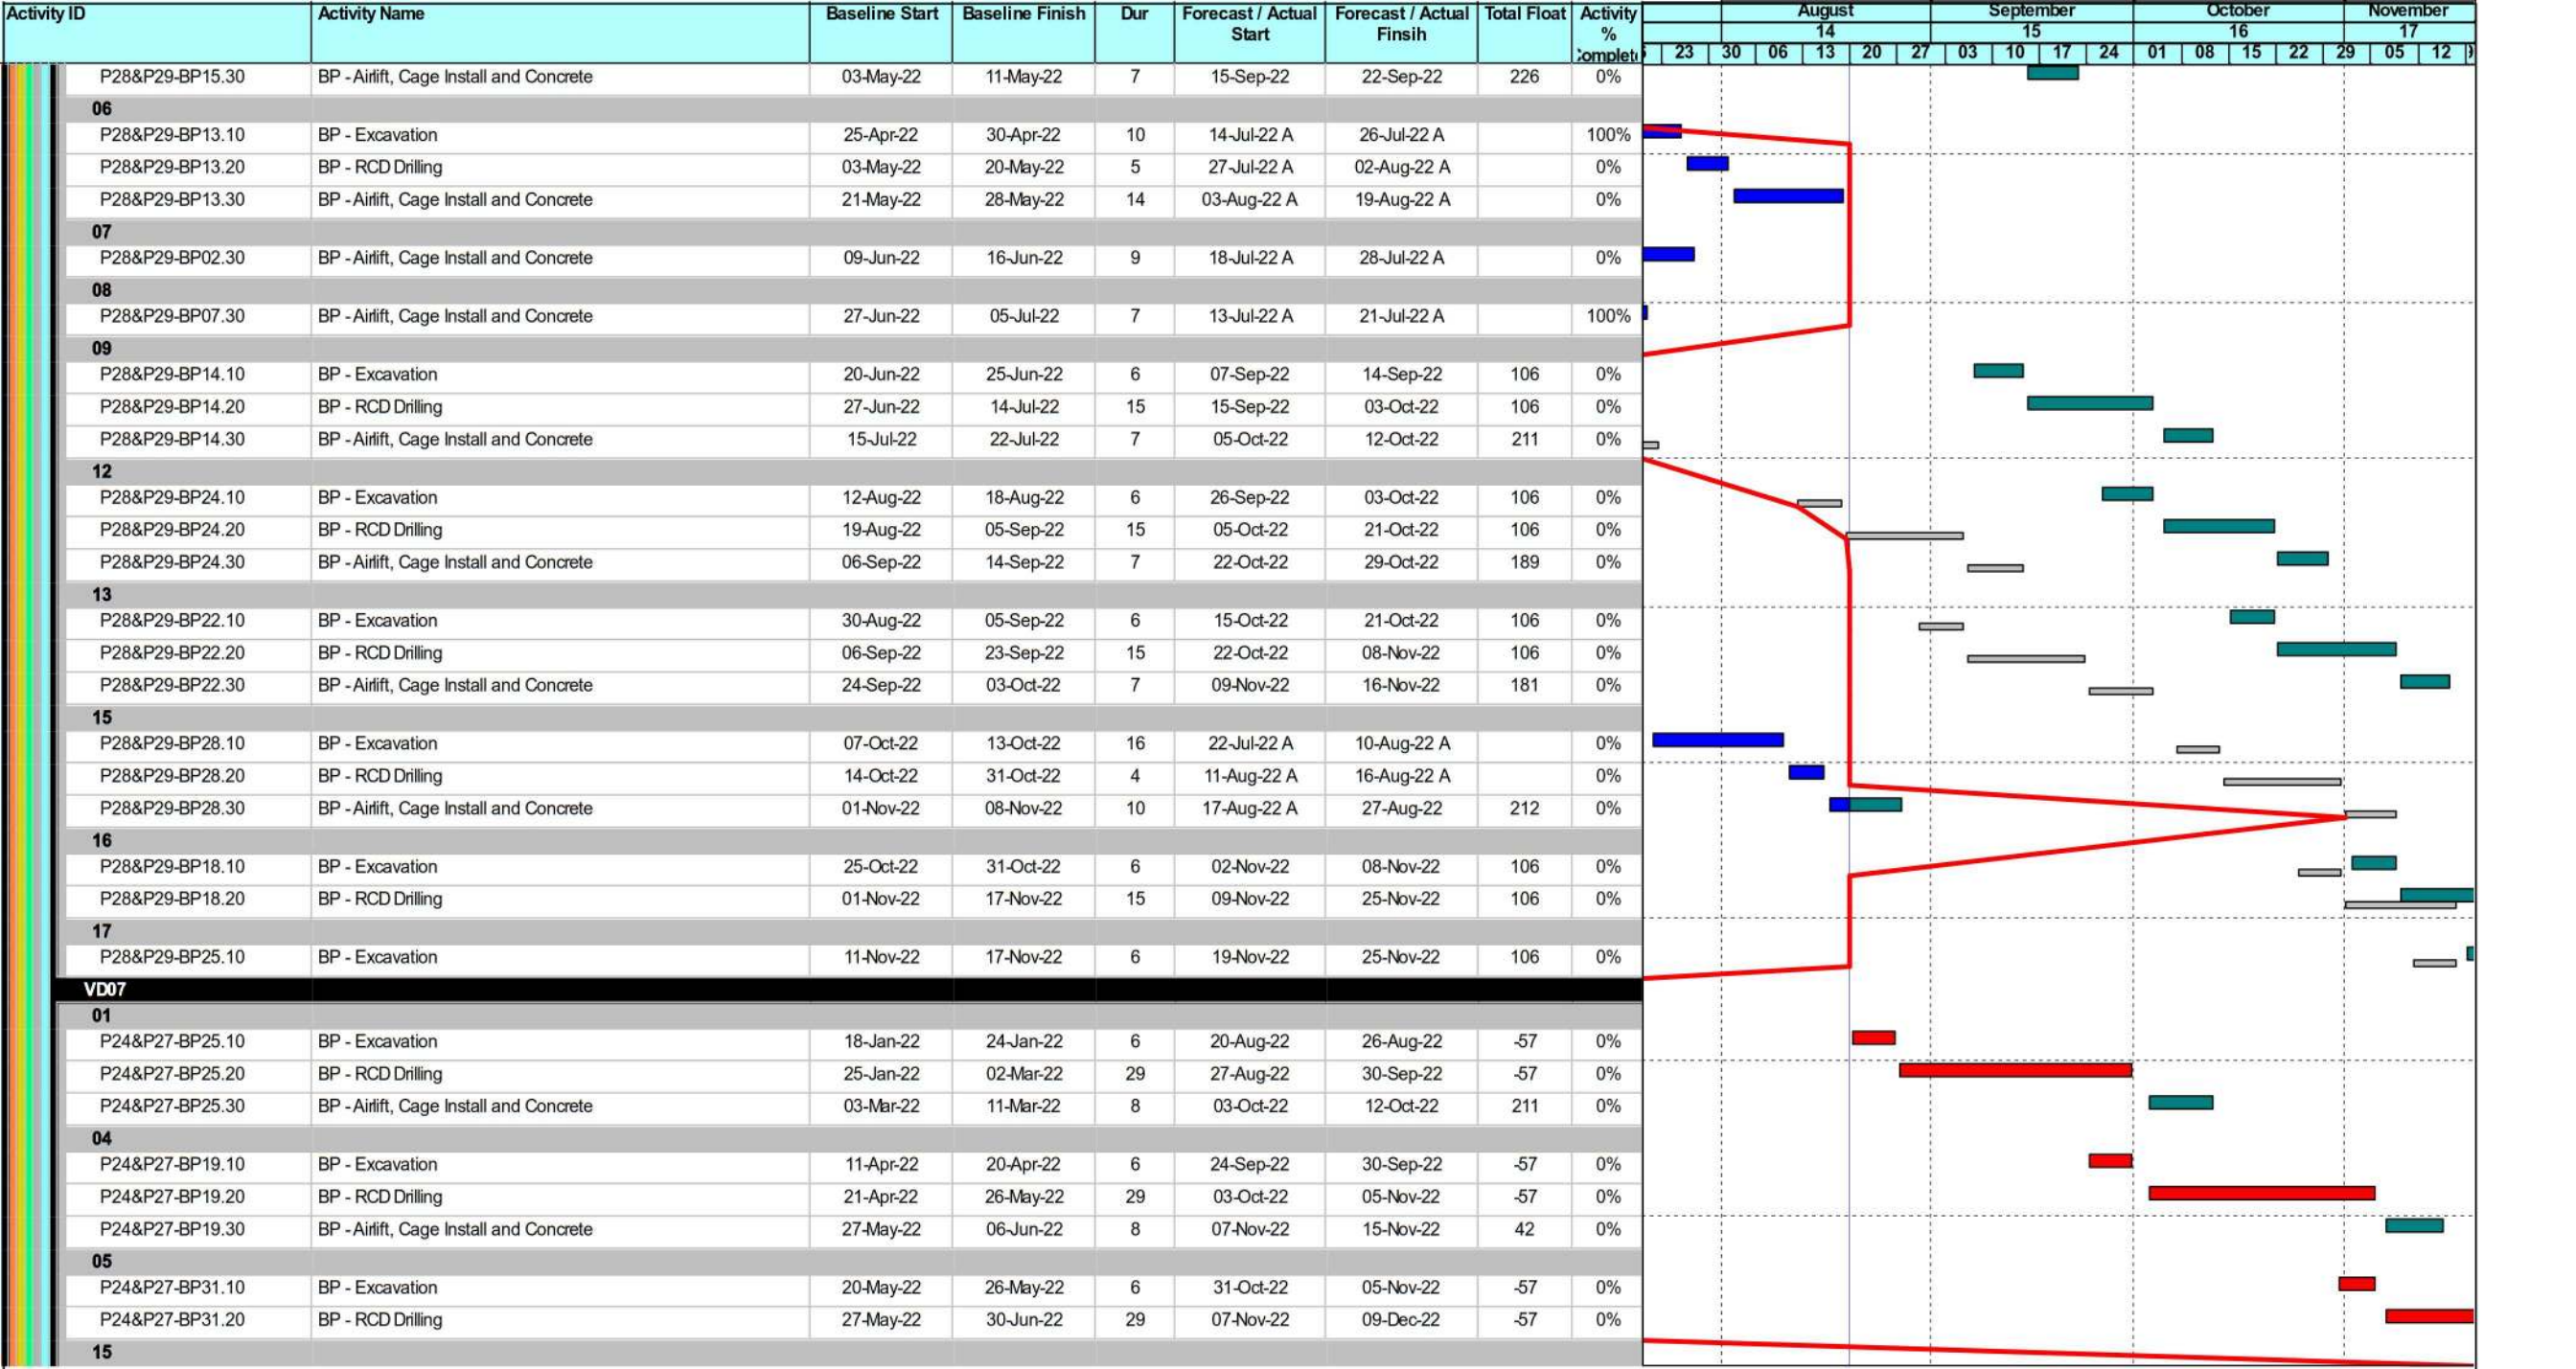 Activity ID Activity Name Baseline Start Baseline Finish Dur Forecast / Actual Start Forecast / Actual Finsih Total Float Activity % Complet August September October November
14 15 16 17
23 30 06 13 20 27 03 10 17 24 01 08 15 22 29 05 12
P28&P29-BP15.30 BP - Airlift, Cage Install and Concrete 03-May-22 11-May-22 7 15-Sep-22 22-Sep-22 226 0%
06
P28&P29-BP13.10 BP - Excavation 25-Apr-22 30-Apr-22 10 14-Jul-22 A 26-Jul-22 A 100%
P28&P29-BP13.20 BP - RCD Drilling 03-May-22 20-May-22 5 27-Jul-22 A 02-Aug-22 A 0%
P28&P29-BP13.30 BP - Airlift, Cage Install and Concrete 21-May-22 28-May-22 14 03-Aug-22 A 19-Aug-22 A 0%
07
P28&P29-BP02.30 BP - Airlift, Cage Install and Concrete 09-Jun-22 16-Jun-22 9 18-Jul-22 A 28-Jul-22 A 0%
08
P28&P29-BP07.30 BP - Airlift, Cage Install and Concrete 27-Jun-22 05-Jul-22 7 13-Jul-22 A 21-Jul-22 A 100%
09
P28&P29-BP14.10 BP - Excavation 20-Jun-22 25-Jun-22 6 07-Sep-22 14-Sep-22 106 0%
P28&P29-BP14.20 BP - RCD Drilling 27-Jun-22 14-Jul-22 15 15-Sep-22 03-Oct-22 106 0%
P28&P29-BP14.30 BP - Airlift, Cage Install and Concrete 15-Jul-22 22-Jul-22 7 05-Oct-22 12-Oct-22 211 0%
12
P28&P29-BP24.10 BP - Excavation 12-Aug-22 18-Aug-22 6 26-Sep-22 03-Oct-22 106 0%
P28&P29-BP24.20 BP - RCD Drilling 19-Aug-22 05-Sep-22 15 05-Oct-22 21-Oct-22 106 0%
P28&P29-BP24.30 BP - Airlift, Cage Install and Concrete 06-Sep-22 14-Sep-22 7 22-Oct-22 29-Oct-22 189 0%
13
P28&P29-BP22.10 BP - Excavation 30-Aug-22 05-Sep-22 6 15-Oct-22 21-Oct-22 106 0%
P28&P29-BP22.20 BP - RCD Drilling 06-Sep-22 23-Sep-22 15 22-Oct-22 08-Nov-22 106 0%
P28&P29-BP22.30 BP - Airlift, Cage Install and Concrete 24-Sep-22 03-Oct-22 7 09-Nov-22 16-Nov-22 181 0%
15
P28&P29-BP28.10 BP - Excavation 07-Oct-22 13-Oct-22 16 22-Jul-22 A 10-Aug-22 A 0%
P28&P29-BP28.20 BP - RCD Drilling 14-Oct-22 31-Oct-22 4 11-Aug-22 A 16-Aug-22 A 0%
P28&P29-BP28.30 BP - Airlift, Cage Install and Concrete 01-Nov-22 08-Nov-22 10 17-Aug-22 A 27-Aug-22 212 0%
16
P28&P29-BP18.10 BP - Excavation 25-Oct-22 31-Oct-22 6 02-Nov-22 08-Nov-22 106 0%
P28&P29-BP18.20 BP - RCD Drilling 01-Nov-22 17-Nov-22 15 09-Nov-22 25-Nov-22 106 0%
17
P28&P29-BP25.10 BP - Excavation 11-Nov-22 17-Nov-22 6 19-Nov-22 25-Nov-22 106 0%
VD07
01
P24&P27-BP25.10 BP - Excavation 18-Jan-22 24-Jan-22 6 20-Aug-22 26-Aug-22 -57 0%
P24&P27-BP25.20 BP - RCD Drilling 25-Jan-22 02-Mar-22 29 27-Aug-22 30-Sep-22 -57 0%
P24&P27-BP25.30 BP - Airlift, Cage Install and Concrete 03-Mar-22 11-Mar-22 8 03-Oct-22 12-Oct-22 211 0%
04
P24&P27-BP19.10 BP - Excavation 11-Apr-22 20-Apr-22 6 24-Sep-22 30-Sep-22 -57 0%
P24&P27-BP19.20 BP - RCD Drilling 21-Apr-22 26-May-22 29 03-Oct-22 05-Nov-22 -57 0%
P24&P27-BP19.30 BP - Airlift, Cage Install and Concrete 27-May-22 06-Jun-22 8 07-Nov-22 15-Nov-22 42 0%
05
P24&P27-BP31.10 BP - Excavation 20-May-22 26-May-22 6 31-Oct-22 05-Nov-22 -57 0%
P24&P27-BP31.20 BP - RCD Drilling 27-May-22 30-Jun-22 29 07-Nov-22 09-Dec-22 -57 0%
15